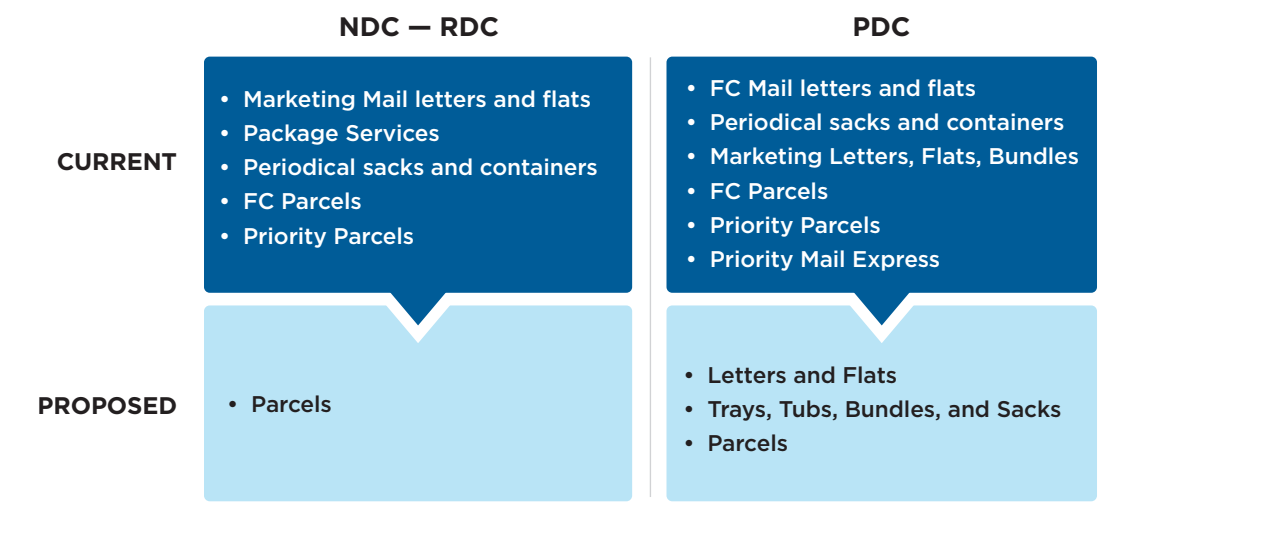 NDC — RDC
PDC
CURRENT
• Marketing Mail letters and flats
• Package Services
• Periodical sacks and containers
• FC Parcels
• Priority Parcels
• FC Mail letters and flats
• Periodical sacks and containers
• Marketing Letters, Flats, Bundles
• FC Parcels
• Priority Parcels
• Priority Mail Express
PROPOSED
• Parcels
• Letters and Flats
• Trays, Tubs, Bundles, and Sacks
• Parcels